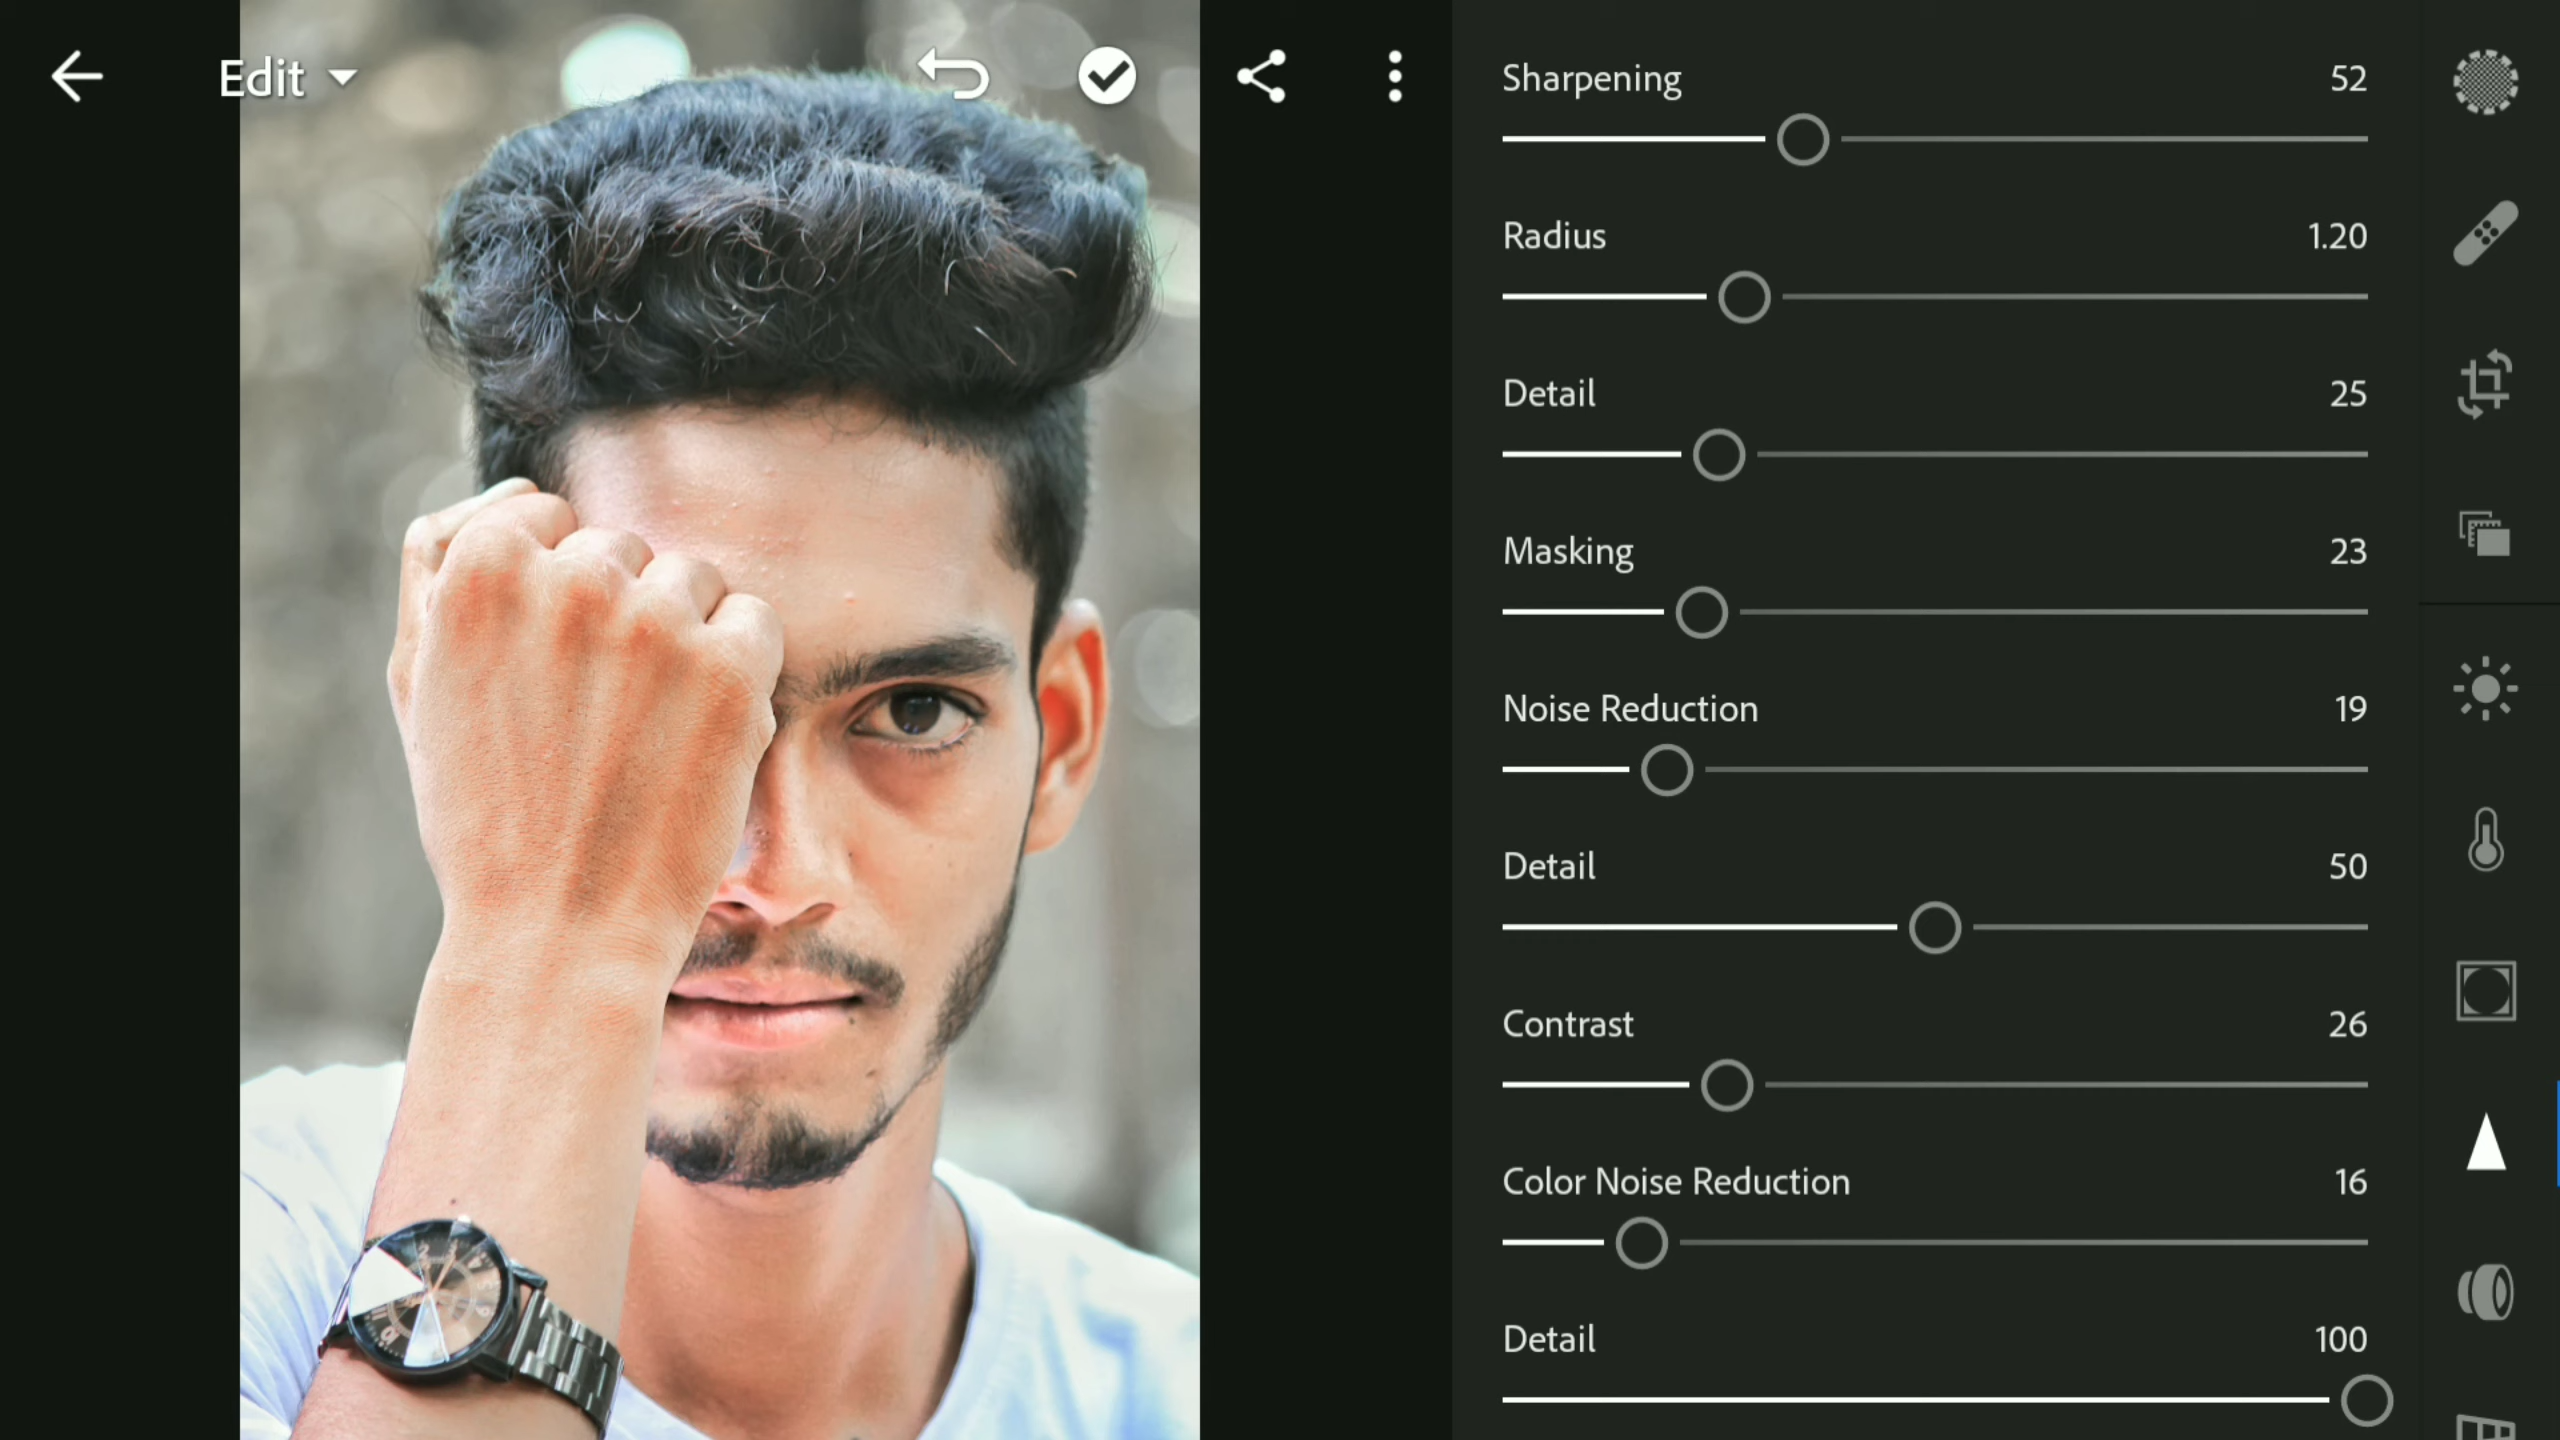 Edit
Sharpening 52
Radius 1.20
Detail 25
Masking 23
Noise Reduction 19
Detail 50
Contrast 26
Color Noise Reduction 16
Detail 100